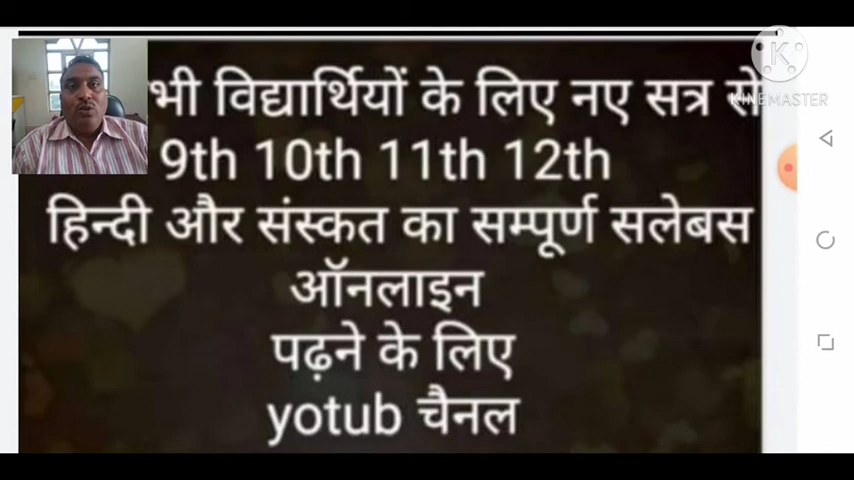 भी विद्यार्थियों के लिए नए सत्र से
9th 10th 11th 12th
हिन्दी और संस्कत का सम्पूर्ण सलेबस
ऑनलाइन
पढ़ने के लिए
yotub चैनल
K
KINEMASTER